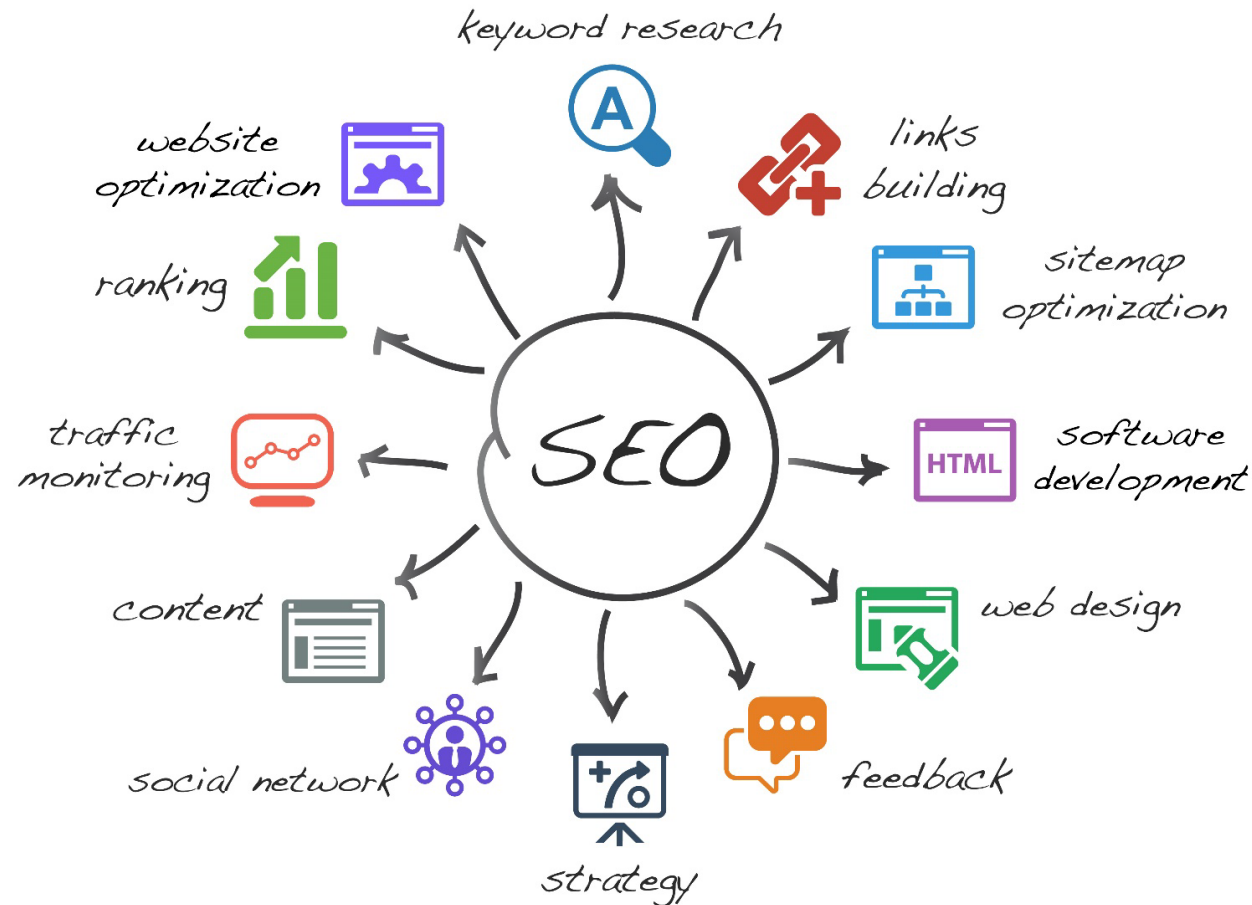 keyword research
A
links
building
sitemap
optimization
HTML
software
development
web design
feedback
strategy
social network
content
traffic
monitoring
ranking
website
optimization
SEO